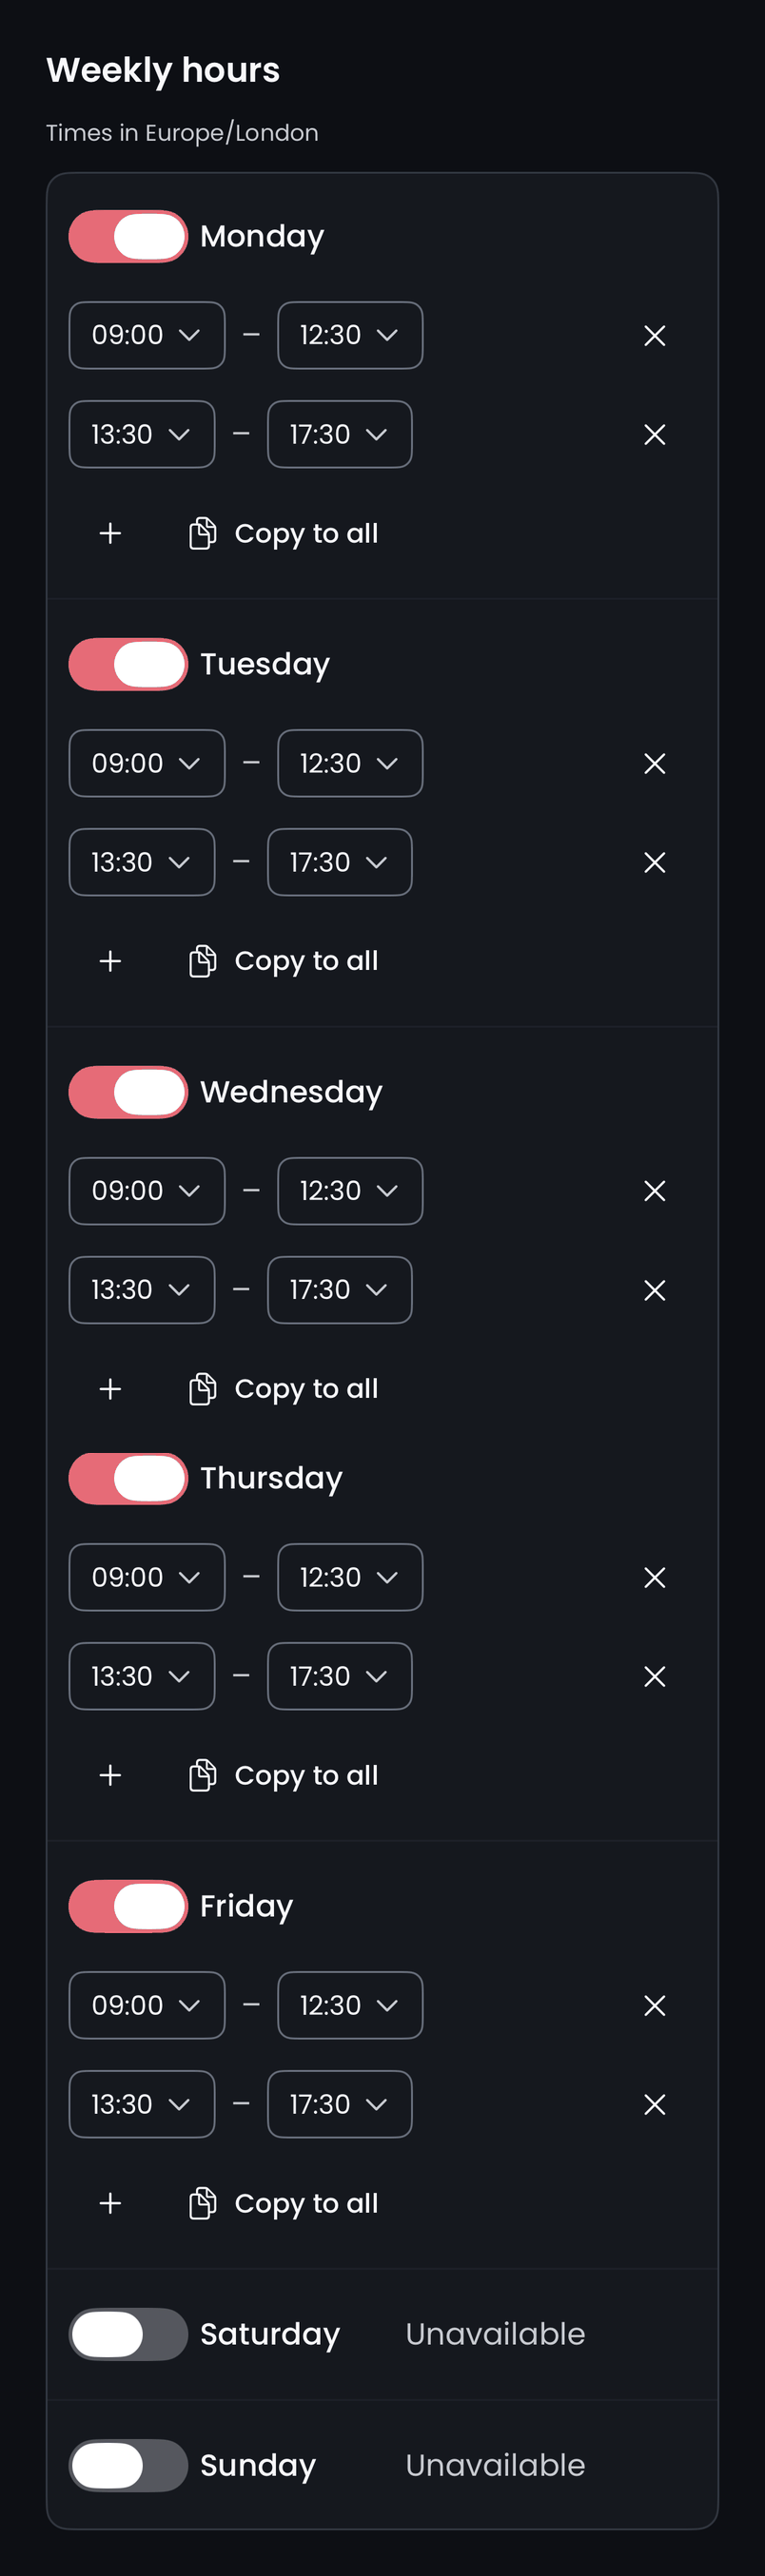 Weekly hours
Times in Europe/London
Monday
09:00 – 12:30
13:30 – 17:30
Copy to all
Tuesday
09:00 – 12:30
13:30 – 17:30
Copy to all
Wednesday
09:00 – 12:30
13:30 – 17:30
Copy to all
Thursday
09:00 – 12:30
13:30 – 17:30
Copy to all
Friday
09:00 – 12:30
13:30 – 17:30
Copy to all
Saturday Unavailable
Sunday Unavailable